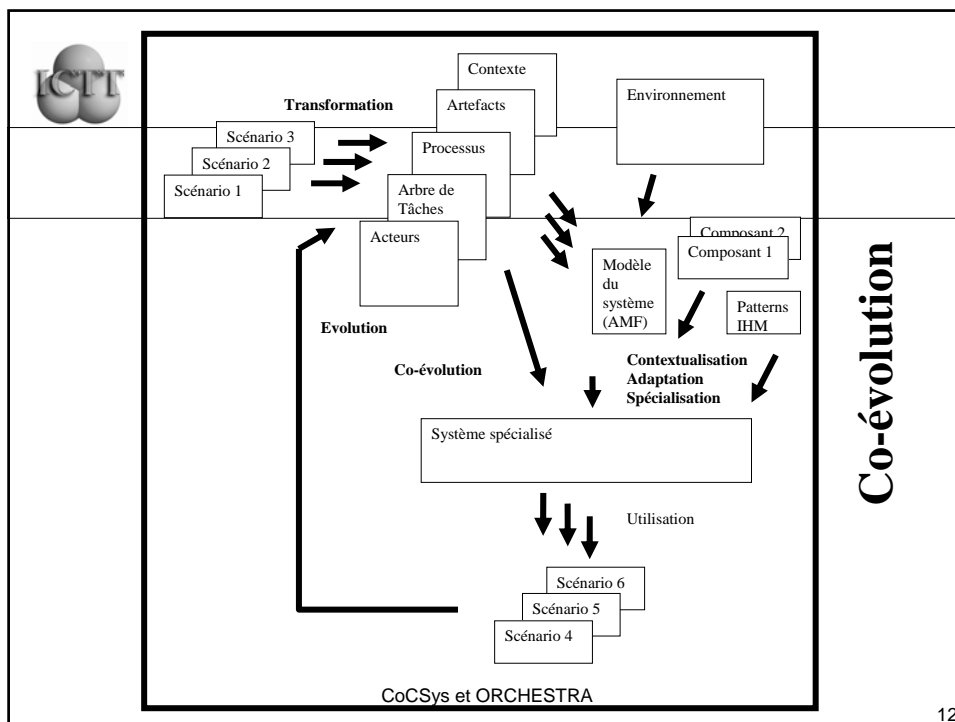 ICTT
Contexte
Environnement
Transformation
Artefacts
Scénario 3
Processus
Scénario 2
Scénario 1
Arbre de
Tâches
Acteurs
Composant 2
Composant 1
Modèle
du
système
(AMF)
Patterns
IHM
Evolution
Co-évolution
Contextualisation
Adaptation
Spécialisation
Système spécialisé
Utilisation
Scénario 6
Scénario 5
Scénario 4
CoCSys et ORCHESTRA
Co-évolution
12